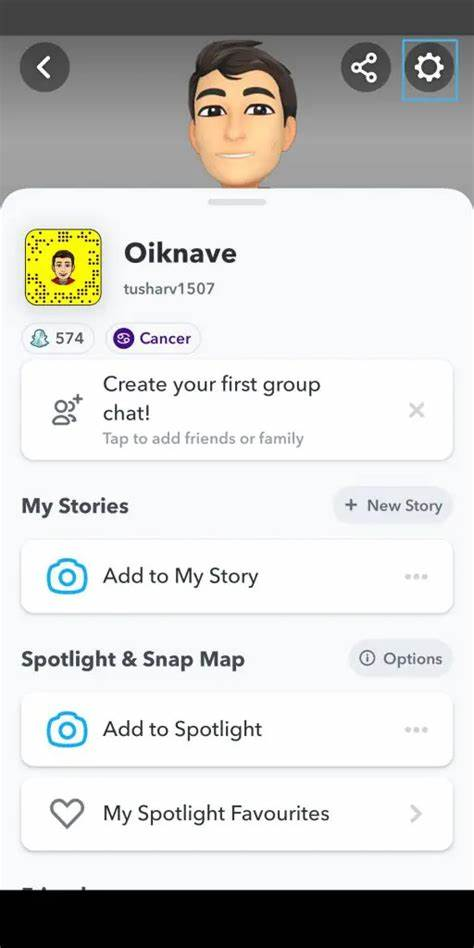 Oiknave
tusharv1507
574
Cancer
Create your first group
chat!
Tap to add friends or family
My Stories
+ New Story
Add to My Story
Spotlight & Snap Map
Options
Add to Spotlight
My Spotlight Favourites